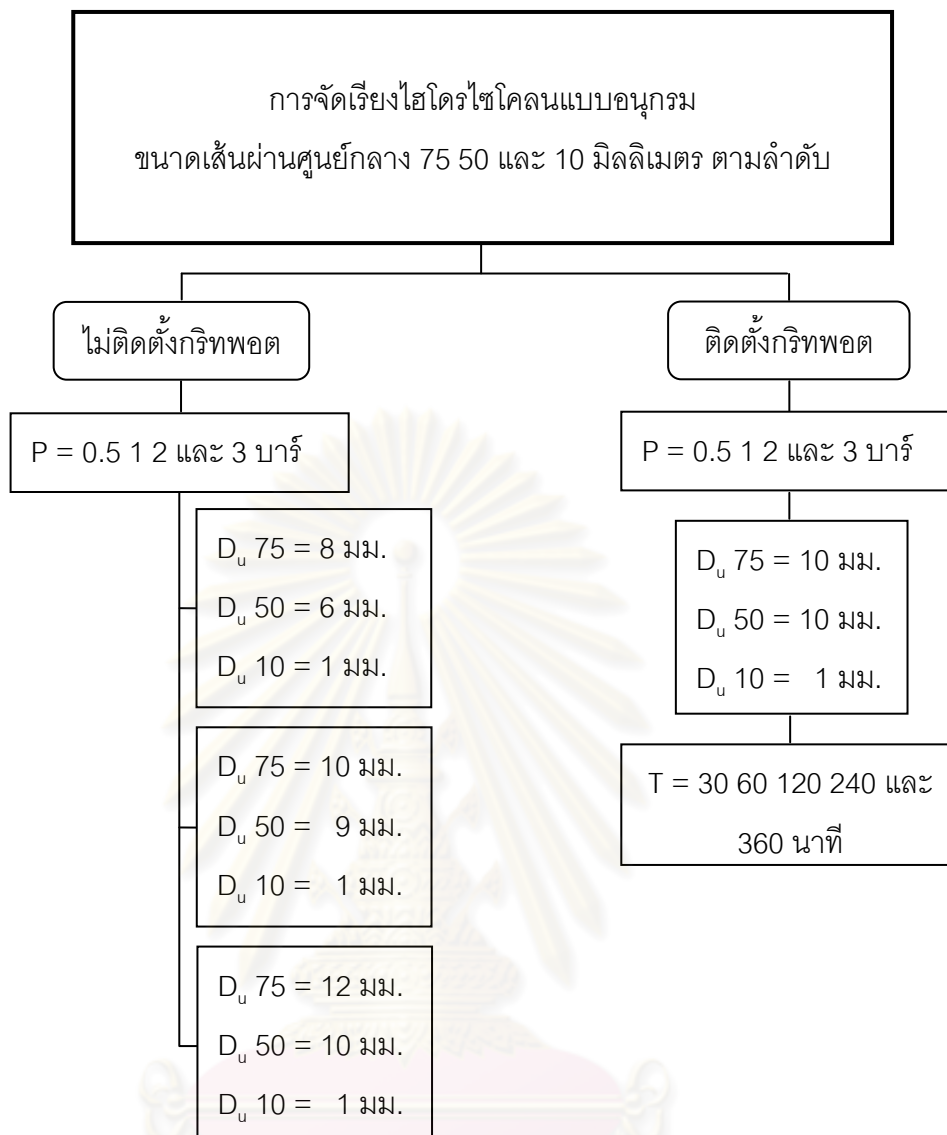 การจัดเรียงไฮโดรไซโคลนแบบอนุกรม
ขนาดเส้นผ่านศูนย์กลาง 75 50 และ 10 มิลลิเมตร ตามลำดับ
ไม่ติดตั้งกริทพอต
P = 0.5 1 2 และ 3 บาร์
Du 75 = 8 มม.
Du 50 = 6 มม.
Du 10 = 1 มม.
Du 75 = 10 มม.
Du 50 = 9 มม.
Du 10 = 1 มม.
Du 75 = 12 มม.
Du 50 = 10 มม.
Du 10 = 1 มม.
ติดตั้งกริทพอต
P = 0.5 1 2 และ 3 บาร์
Du 75 = 10 มม.
Du 50 = 10 มม.
Du 10 = 1 มม.
T = 30 60 120 240 และ
360 นาที